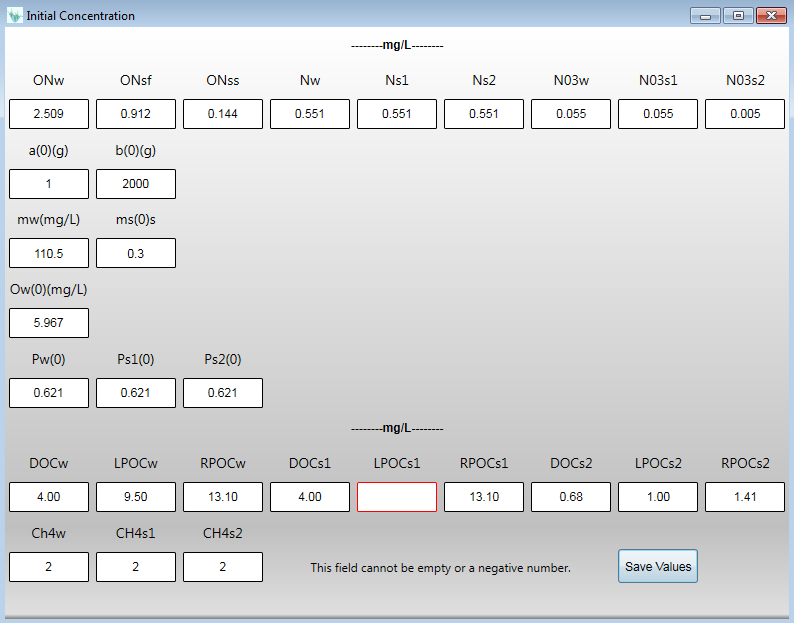 Initial Concentration
--------mg/L--------
ONw ONsf ONss Nw Ns1 Ns2 N03w N03s1 N03s2
2.509 0.912 0.144 0.551 0.551 0.551 0.055 0.055 0.005
a(0)(g) b(0)(g)
1 2000
mw(mg/L) ms(0)s
110.5 0.3
Ow(0)(mg/L)
5.967
Pw(0) Ps1(0) Ps2(0)
0.621 0.621 0.621
--------mg/L--------
DOCw LPOCw RPOCw DOCs1 LPOCs1 RPOCs1 DOCs2 LPOCs2 RPOCs2
4.00 9.50 13.10 4.00 13.10 0.68 1.00 1.41
Ch4w CH4s1 CH4s2
2 2 2 This field cannot be empty or a negative number. Save Values